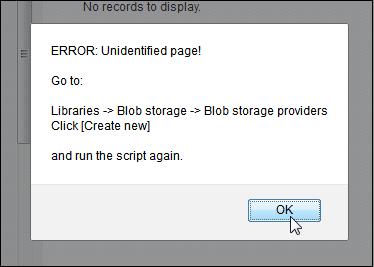 No records to display.
ERROR: Unidentified page!
Go to:
Libraries -> Blob storage -> Blob storage providers
Click [Create new]
and run the script again.
OK